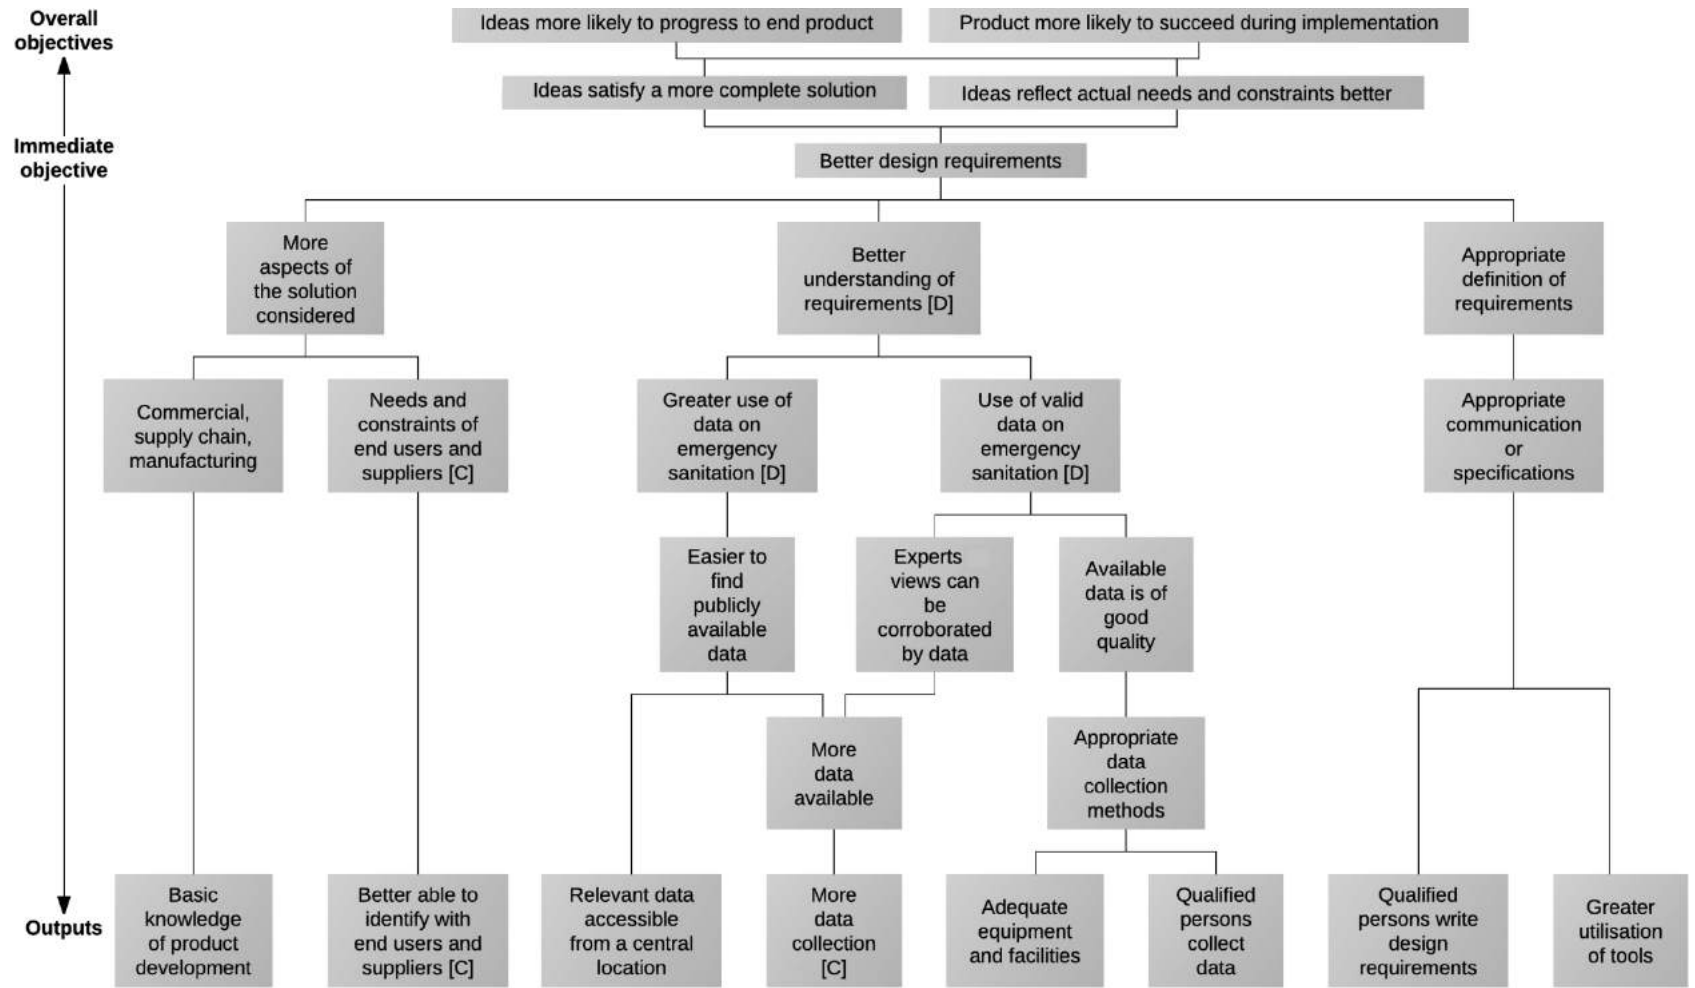 Overall
objectives
Ideas more likely to progress to end product
Product more likely to succeed during implementation
Ideas satisfy a more complete solution
Ideas reflect actual needs and constraints better
Immediate
objective
Better design requirements
More
aspects of
the solution
considered
Better
understanding of
requirements [D]
Appropriate
definition of
requirements
Commercial,
supply chain,
manufacturing
Needs and
constraints of
end users and
suppliers [C]
Greater use of
data on
emergency
sanitation [D]
Use of valid
data on
emergency
sanitation [D]
Appropriate
communication
or
specifications
Easier to
find
publicly
available
data
Experts
views can
be
corroborated
by data
Available
data is of
good
quality
More
data
available
Appropriate
data
collection
methods
Outputs
Basic
knowledge
of product
development
Better able to
identify with
end users and
suppliers [C]
Relevant data
accessible
from a central
location
More
data
collection
[C]
Adequate
equipment
and facilities
Qualified
persons
collect
data
Qualified
persons write
design
requirements
Greater
utilisation
of tools